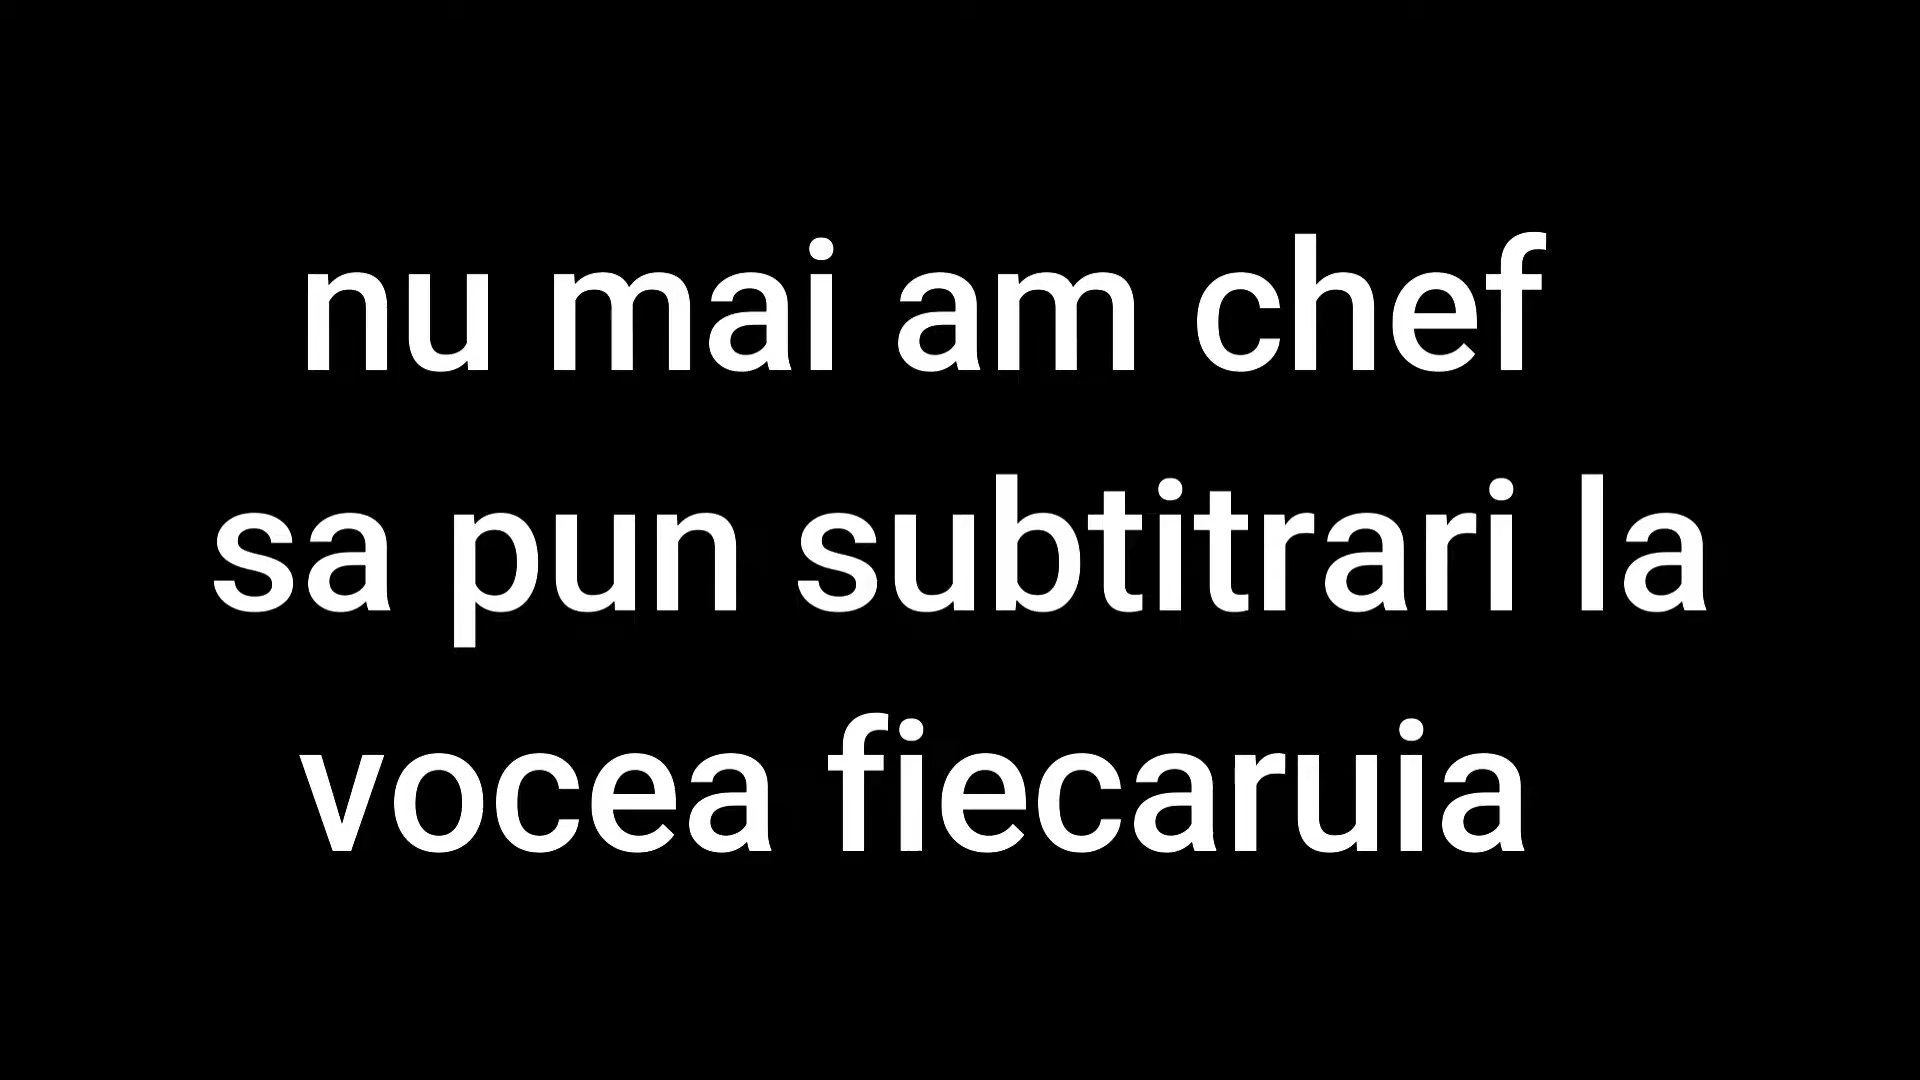 nu mai am chef
sa pun subtitrari la
vocea fiecaruia